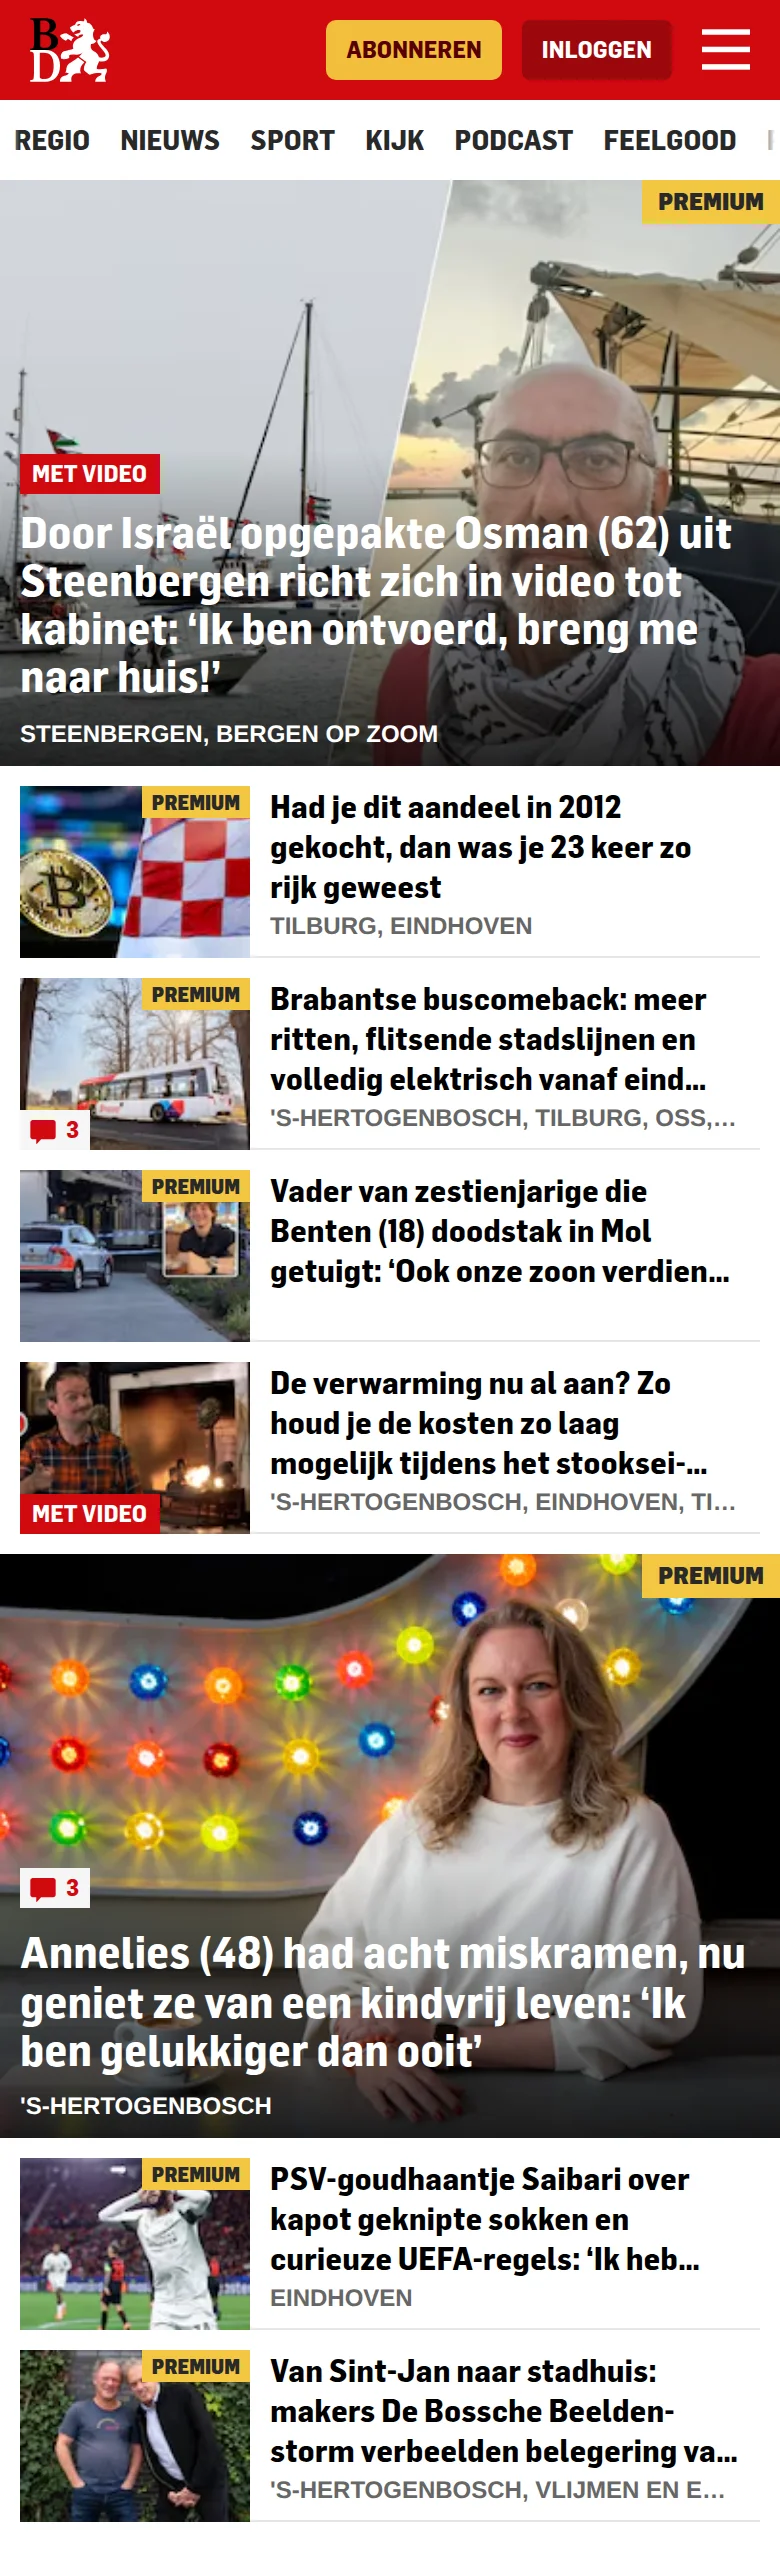 BD
ABONNEREN
INLOGGEN
REGIO NIEUWS SPORT KIJK PODCAST FEELGOOD
PREMIUM
MET VIDEO
Door Israël opgepakte Osman (62) uit
Steenbergen richt zich in video tot
kabinet: ‘Ik ben ontvoerd, breng me
naar huis!’
STEENBERGEN, BERGEN OP ZOOM
PREMIUM
Had je dit aandeel in 2012
gekocht, dan was je 23 keer zo
rijk geweest
TILBURG, EINDHOVEN
PREMIUM
3
Brabantse buscomeback: meer
ritten, flitsende stadslijnen en
volledig elektrisch vanaf eind...
'S-HERTOGENBOSCH, TILBURG, OSS,...
PREMIUM
Vader van zestienjarige die
Benten (18) doodstak in Mol
getuigt: ‘Ook onze zoon verdien...
MET VIDEO
De verwarming nu al aan? Zo
houd je de kosten zo laag
mogelijk tijdens het stooksei-...
'S-HERTOGENBOSCH, EINDHOVEN, TI...
PREMIUM
3
Annelies (48) had acht miskramen, nu
geniet ze van een kindvrij leven: ‘Ik
ben gelukkiger dan ooit’
'S-HERTOGENBOSCH
PREMIUM
PSV-goudhaantje Saibari over
kapot geknipte sokken en
curieuze UEFA-regels: ‘Ik heb...
EINDHOVEN
PREMIUM
Van Sint-Jan naar stadhuis:
makers De Bossche Beelden-
storm verbeelden belegering va...
'S-HERTOGENBOSCH, VLIJMEN EN E...